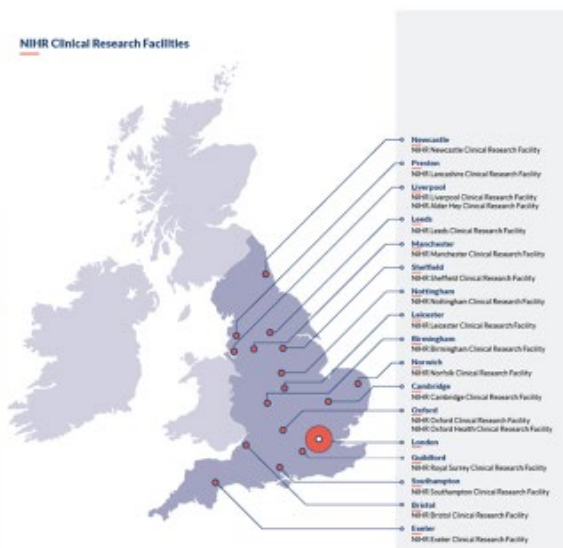 NIHR Clinical Research Facilities
Newcastle
NIHR Newcastle Clinical Research Facility
Preston
NIHR Lancashire Clinical Research Facility
Liverpool
NIHR Liverpool Clinical Research Facility
NIHR Alder Hey Clinical Research Facility
Leeds
NIHR Leeds Clinical Research Facility
Manchester
NIHR Manchester Clinical Research Facility
Sheffield
NIHR Sheffield Clinical Research Facility
Nottingham
NIHR Nottingham Clinical Research Facility
Leicester
NIHR Leicester Clinical Research Facility
Birmingham
NIHR Birmingham Clinical Research Facility
Norwich
NIHR Norfolk Clinical Research Facility
Cambridge
NIHR Cambridge Clinical Research Facility
Oxford
NIHR Oxford Clinical Research Facility
NIHR Oxford Health Clinical Research Facility
London
Guildford
NIHR Royal Surrey Clinical Research Facility
Southampton
NIHR Southampton Clinical Research Facility
Bristol
NIHR Bristol Clinical Research Facility
Exeter
NIHR Exeter Clinical Research Facility